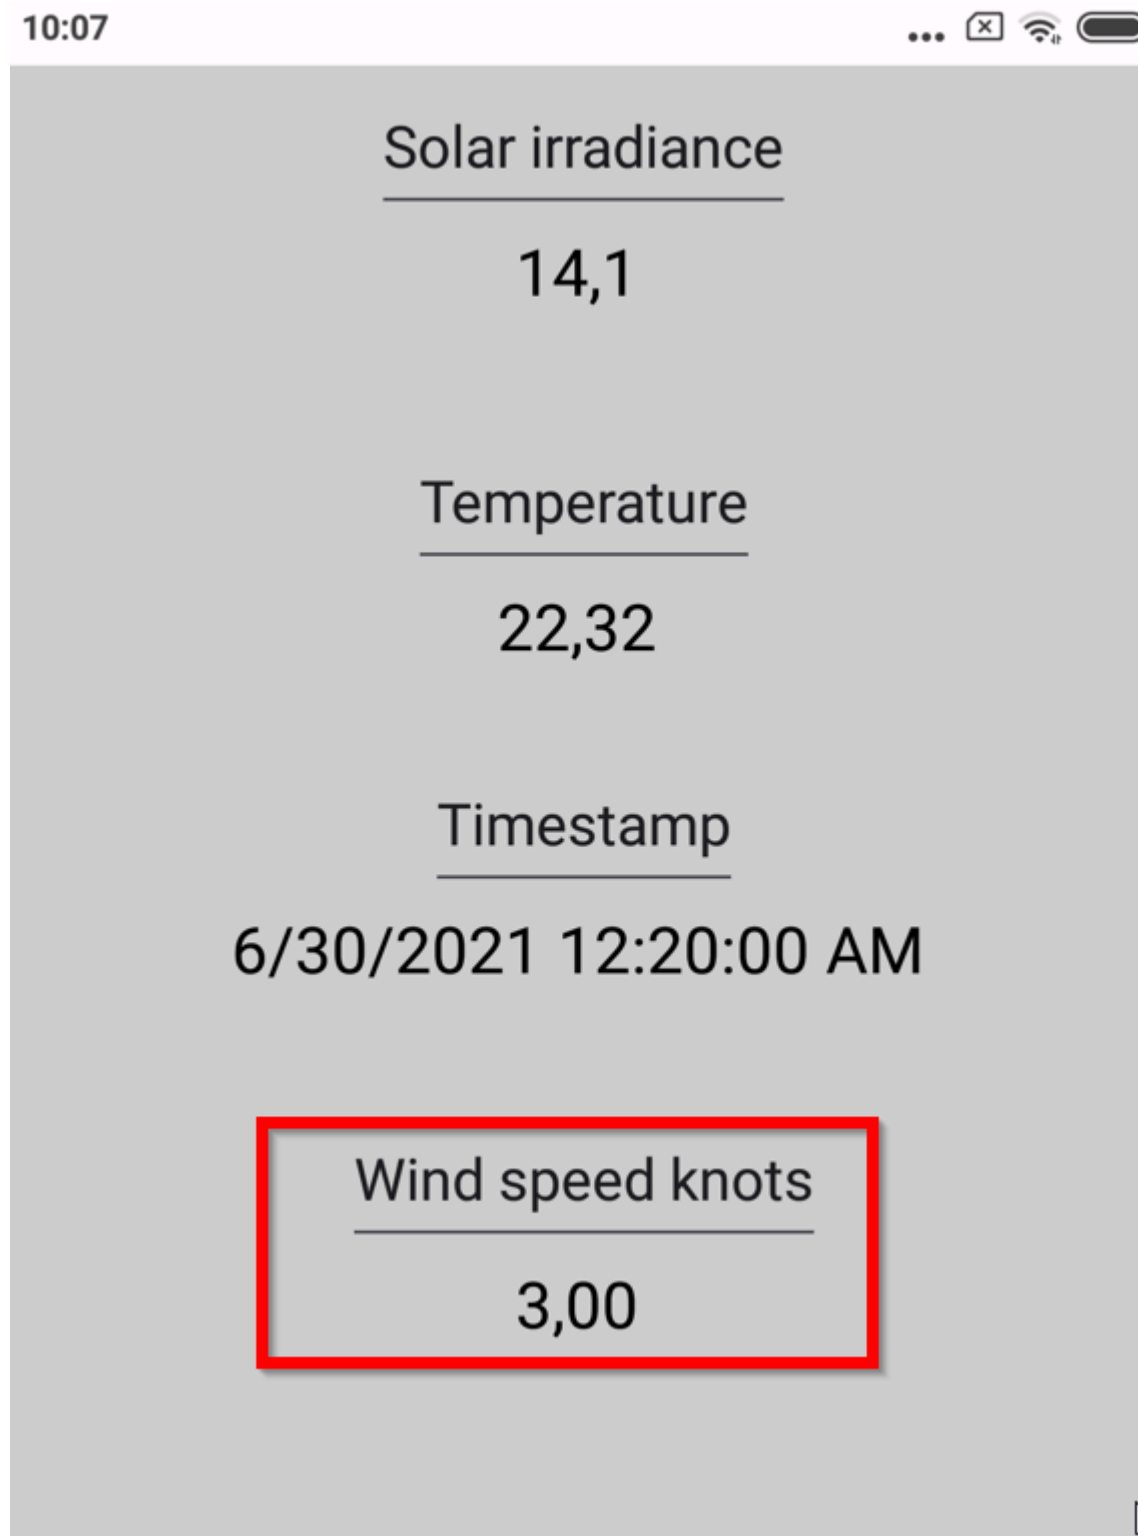 10:07
Solar irradiance
14,1
Temperature
22,32
Timestamp
6/30/2021 12:20:00 AM
Wind speed knots
3,00